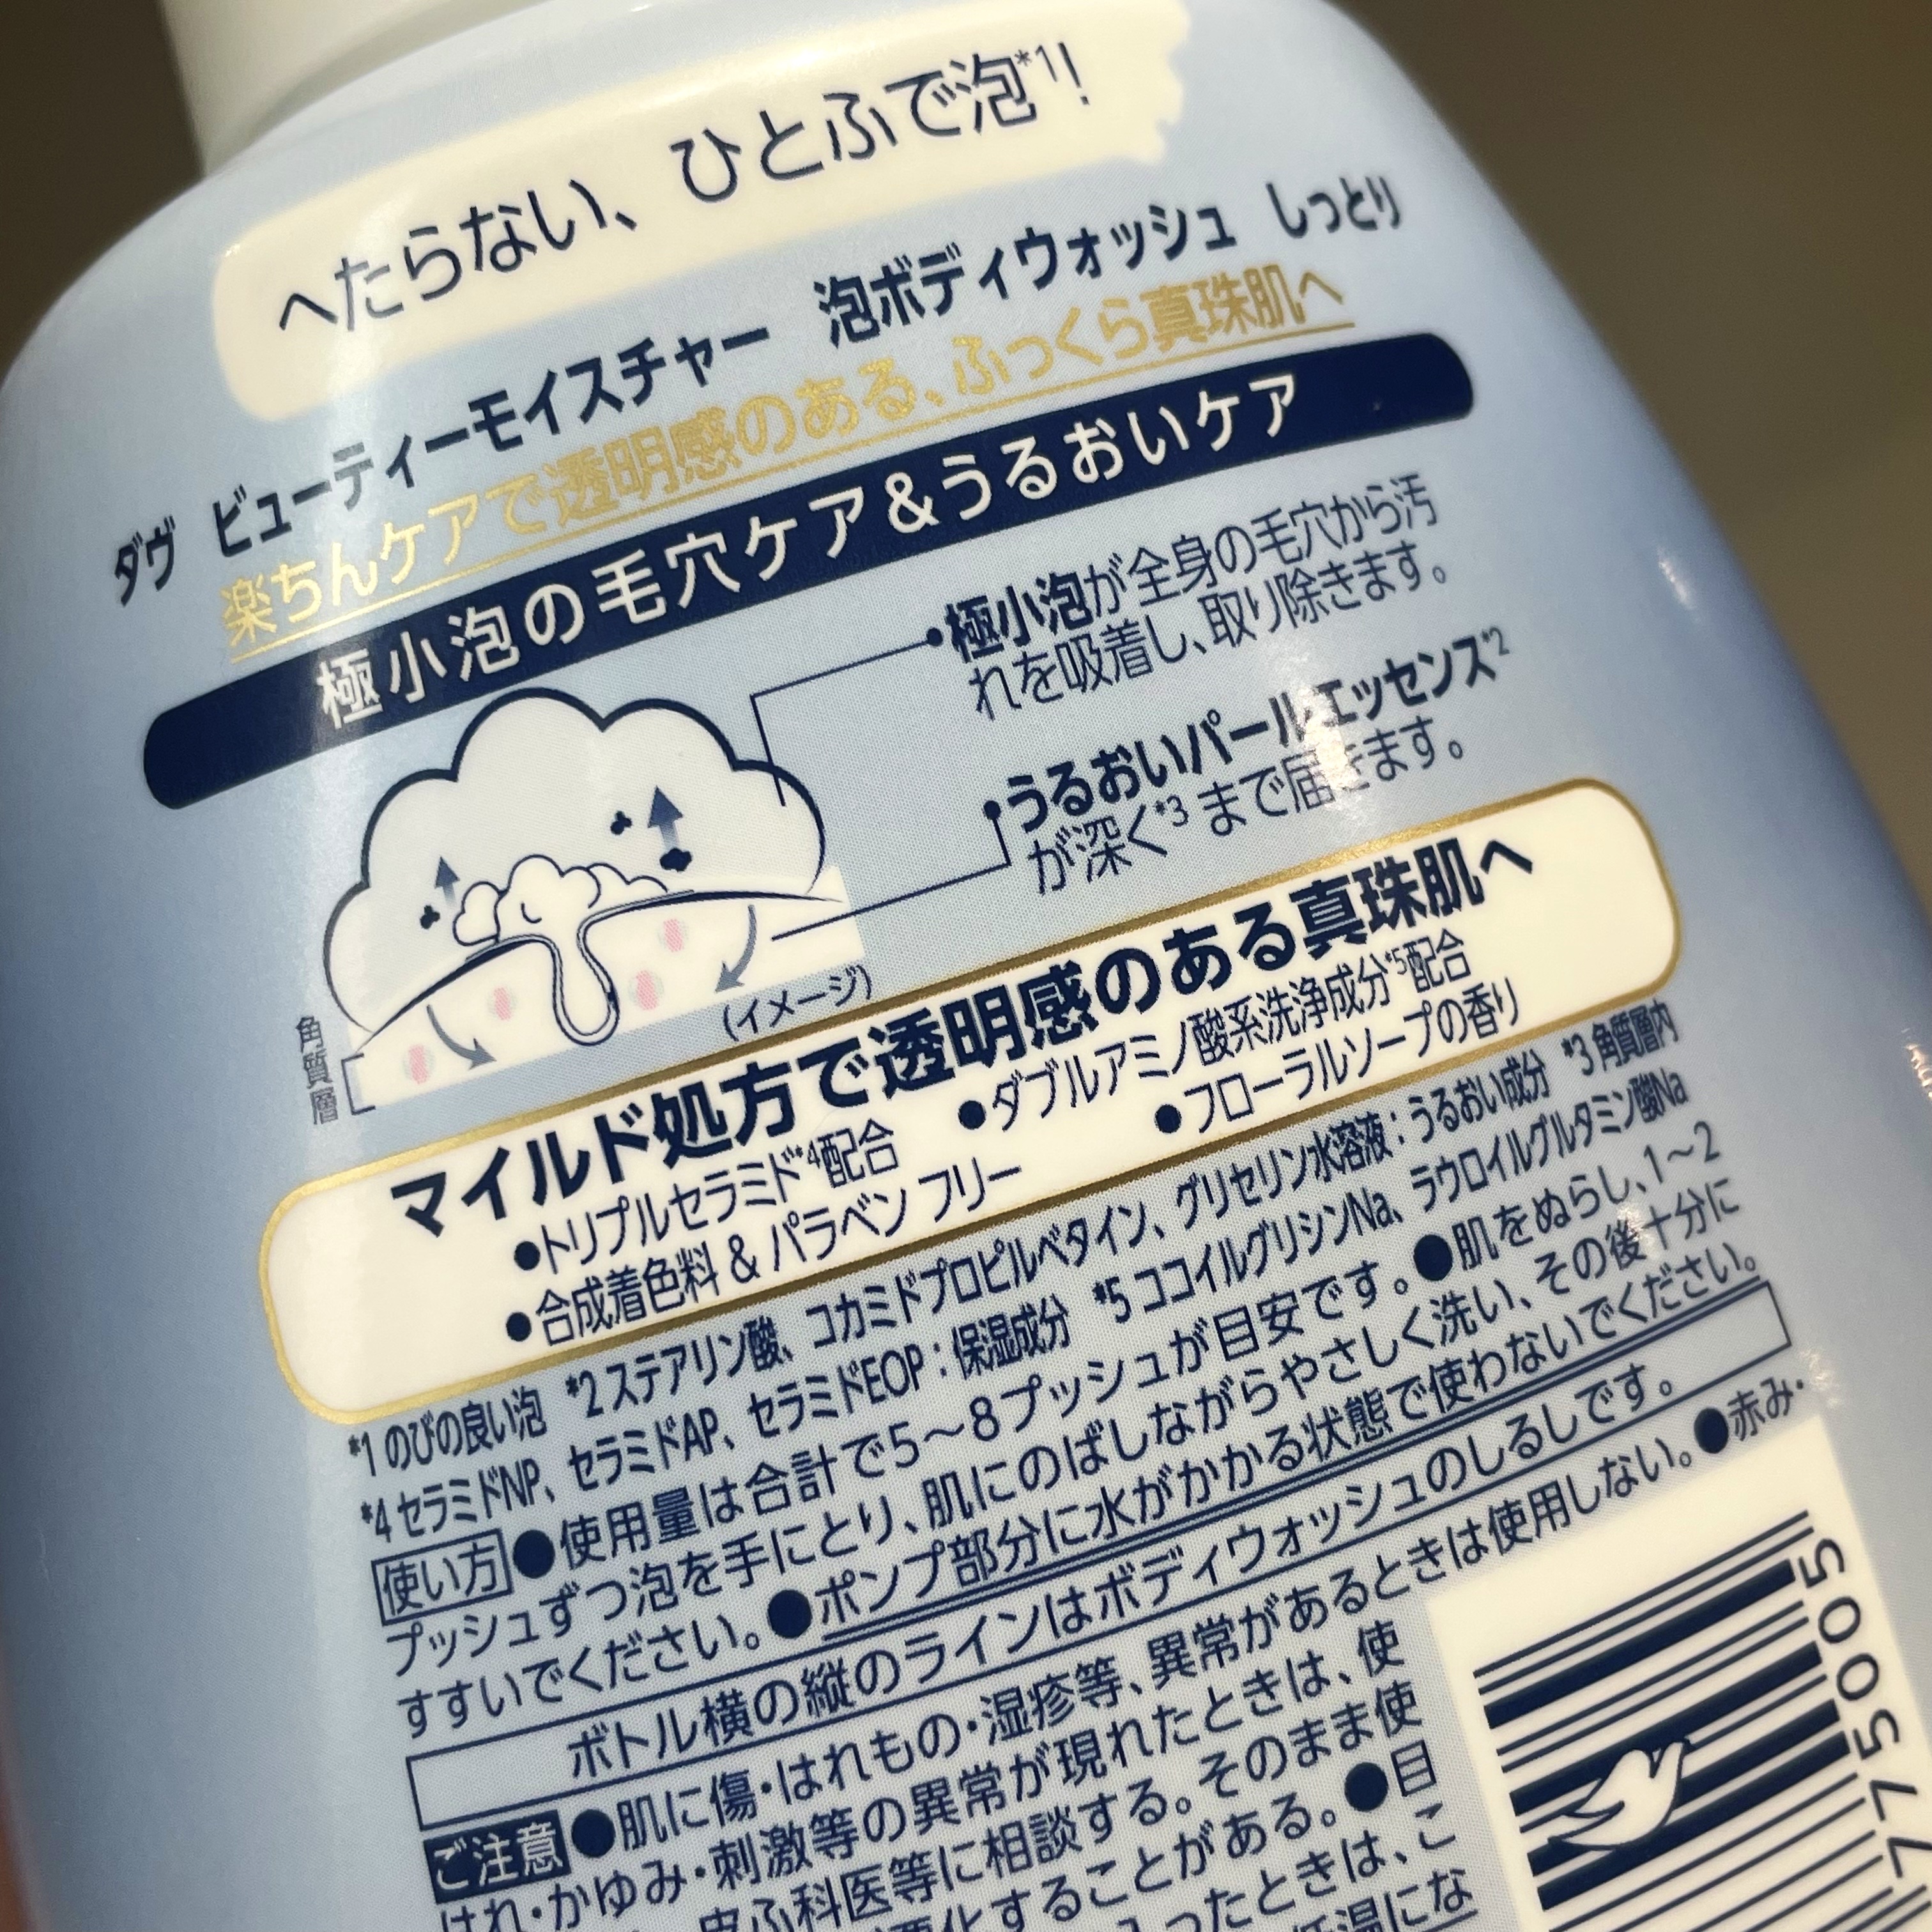 へたらない、ひとふで泡*1!
ダヴ ビューティーモイスチャー 泡ボディウォッシュ しっとり
楽ちんケアで透明感のある、ふっくら真珠肌へ
極小泡の毛穴ケア&うるおいケア
•極小泡が全身の毛穴から汚
れを吸着し、取り除きます。
•うるおいパールエッセンス*2
が深く*3 まで届きます。
(イメージ)
角質層
マイルド処方で透明感のある真珠肌へ
●トリプルセラミド*4配合 ●ダブルアミノ酸系洗浄成分*5配合
●合成着色料 & パラベン フリー ●フローラルソープの香り
*1 のびの良い泡 *2 ステアリン酸、コカミドプロピルベタイン、グリセリン水溶液：うるおい成分 *3 角質層内
*4 セラミドNP、セラミドAP、セラミドEOP：保湿成分 *5 ココイルグリシンNa、ラウロイルグルタミン酸Na
使い方 ●使用量は合計で5～8プッシュが目安です。●肌をぬらし、1～2
プッシュずつ泡を手にとり、肌にのばしながらやさしく洗い、その後十分に
すすいでください。●ポンプ部分に水がかかる状態で使わないでください。
ボトル横の縦のラインはボディウォッシュのしるしです。
ご注意 ●肌に傷・はれもの・湿疹等、異常があるときは使用しない。●赤み・
はれ・かゆみ・刺激等の異常が現れたときは、使
皮ふ科医等に相談する。そのまま使
悪化することがある。●目
ったときは、こ
低温にな
775005